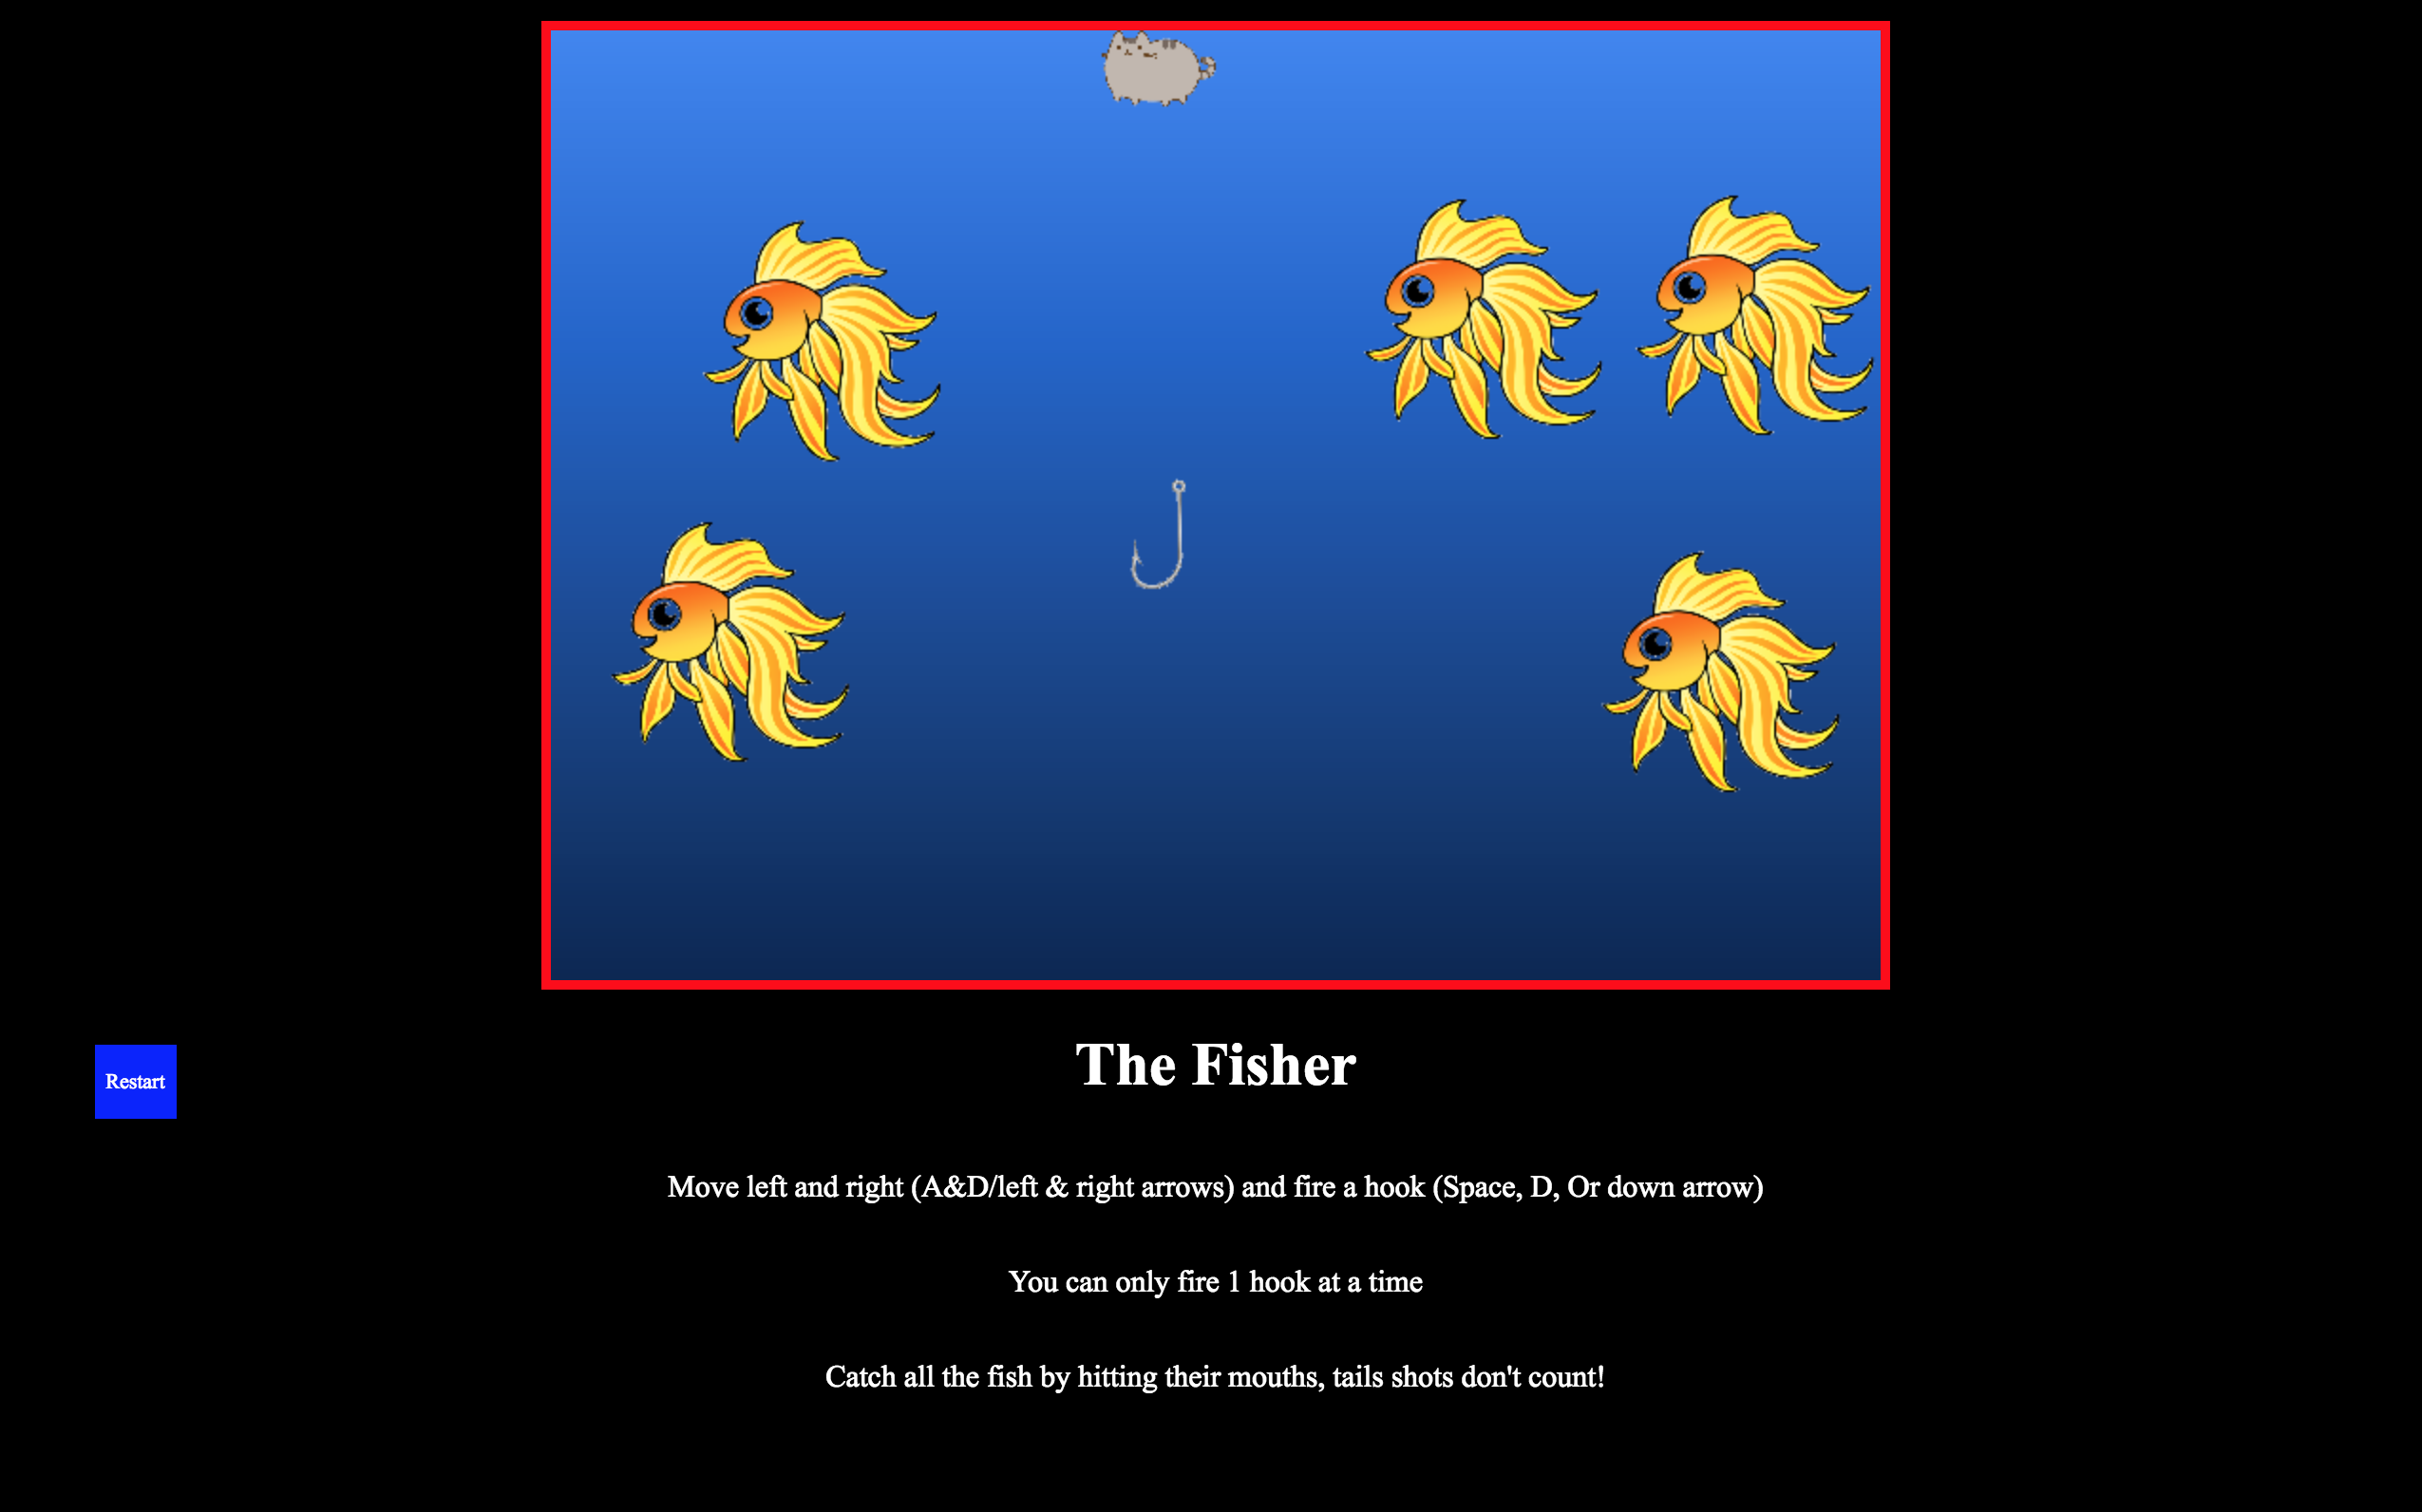 The Fisher
Restart
Move left and right (A&D/left & right arrows) and fire a hook (Space, D, Or down arrow)
You can only fire 1 hook at a time
Catch all the fish by hitting their mouths, tails shots don't count!